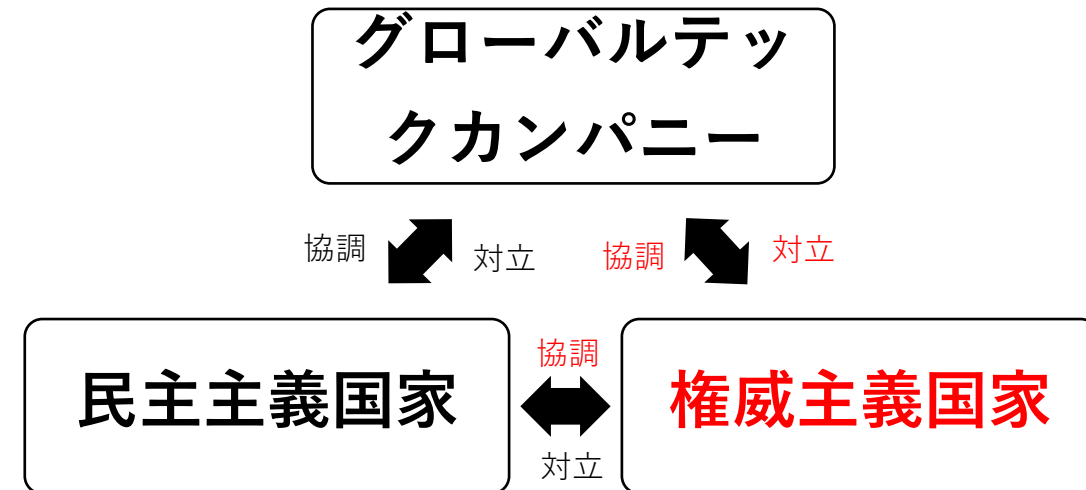 グローバルテッ
クカンパニー
協調
対立
協調
対立
民主主義国家
協調
対立
権威主義国家